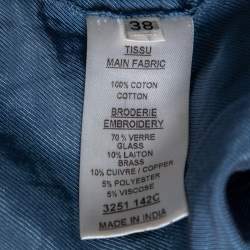 38
TISSU
MAIN FABRIC
100% COTON
COTTON
BRODERIE
EMBROIDERY
70% VERRE
GLASS
10% LAITON
BRASS
10% CUIVRE / COPPER
5% POLYESTER
5% VISCOSE
3251 142C
MADE IN INDIA